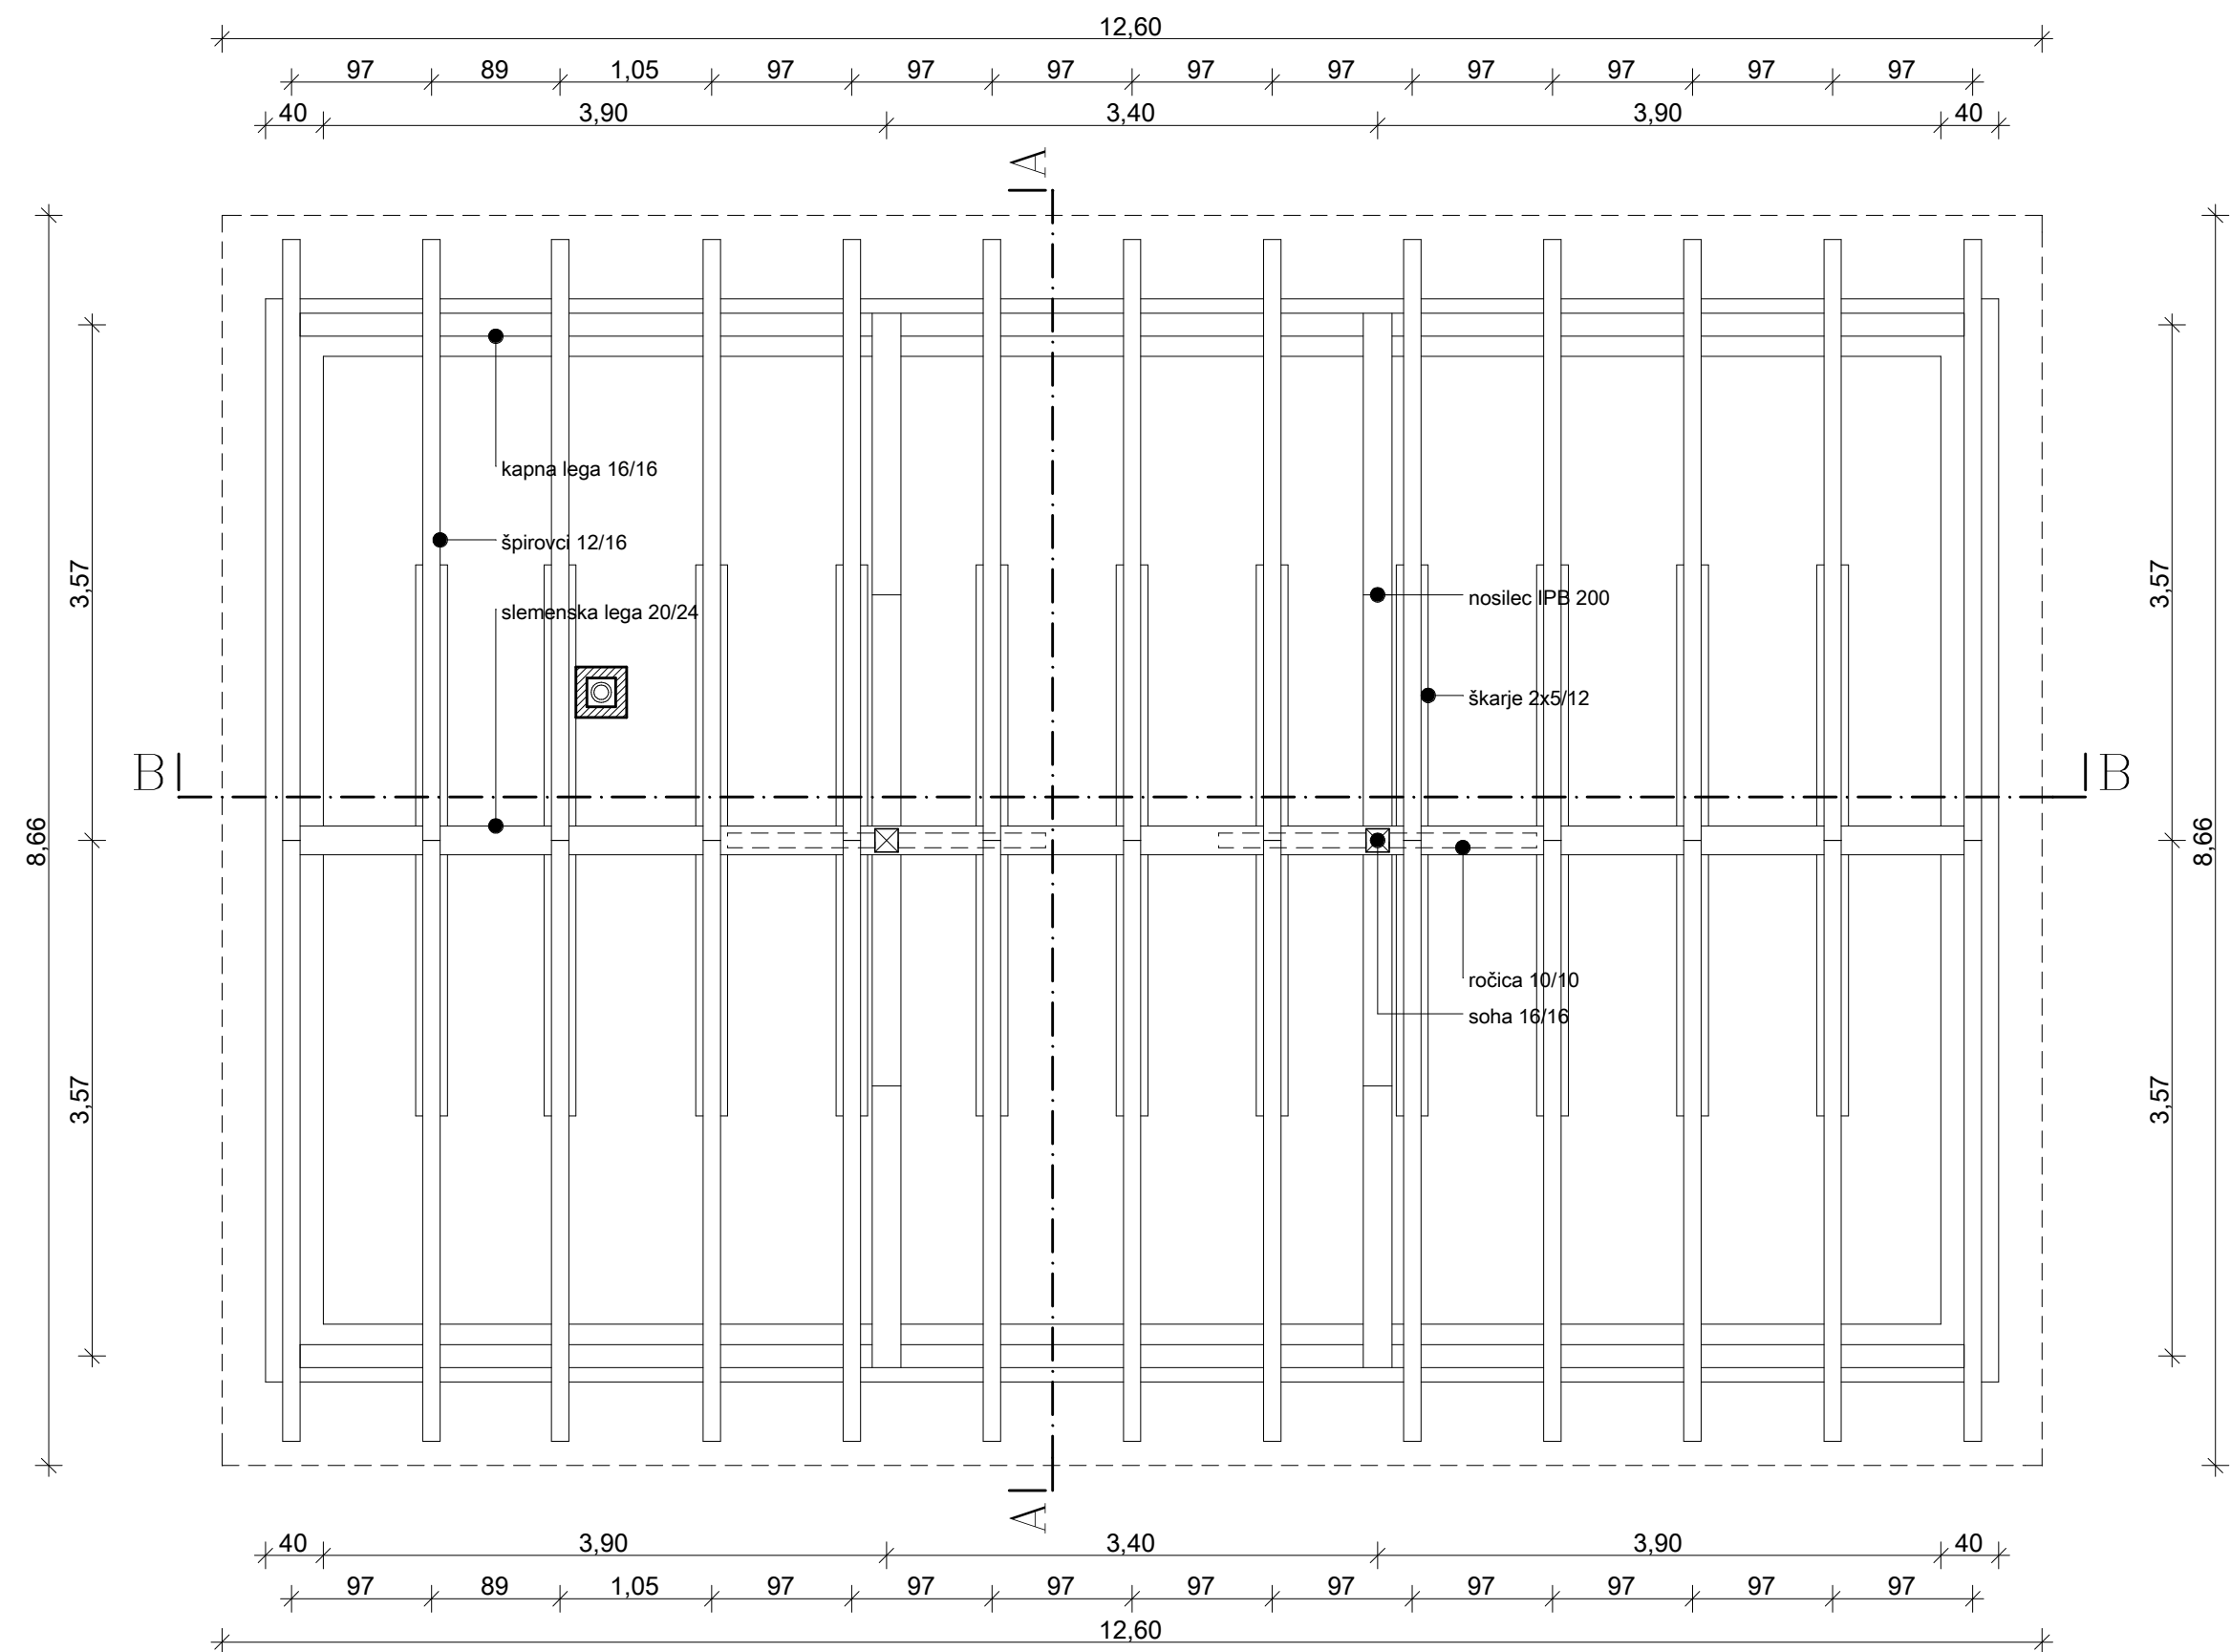 12,60
97 89 1,05 97 97 97 97 97 97 97 97 97
40 3,90 3,40 3,90 40
A
kapna lega 16/16
špirovci 12/16
slemenska lega 20/24
nosilec IPB 200
škarje 2x5/12
3,57
3,57
B
B
8,66
8,66
ročica 10/10
soha 16/16
3,57
3,57
A
40 3,90 3,40 3,90 40
97 89 1,05 97 97 97 97 97 97 97 97 97
12,60